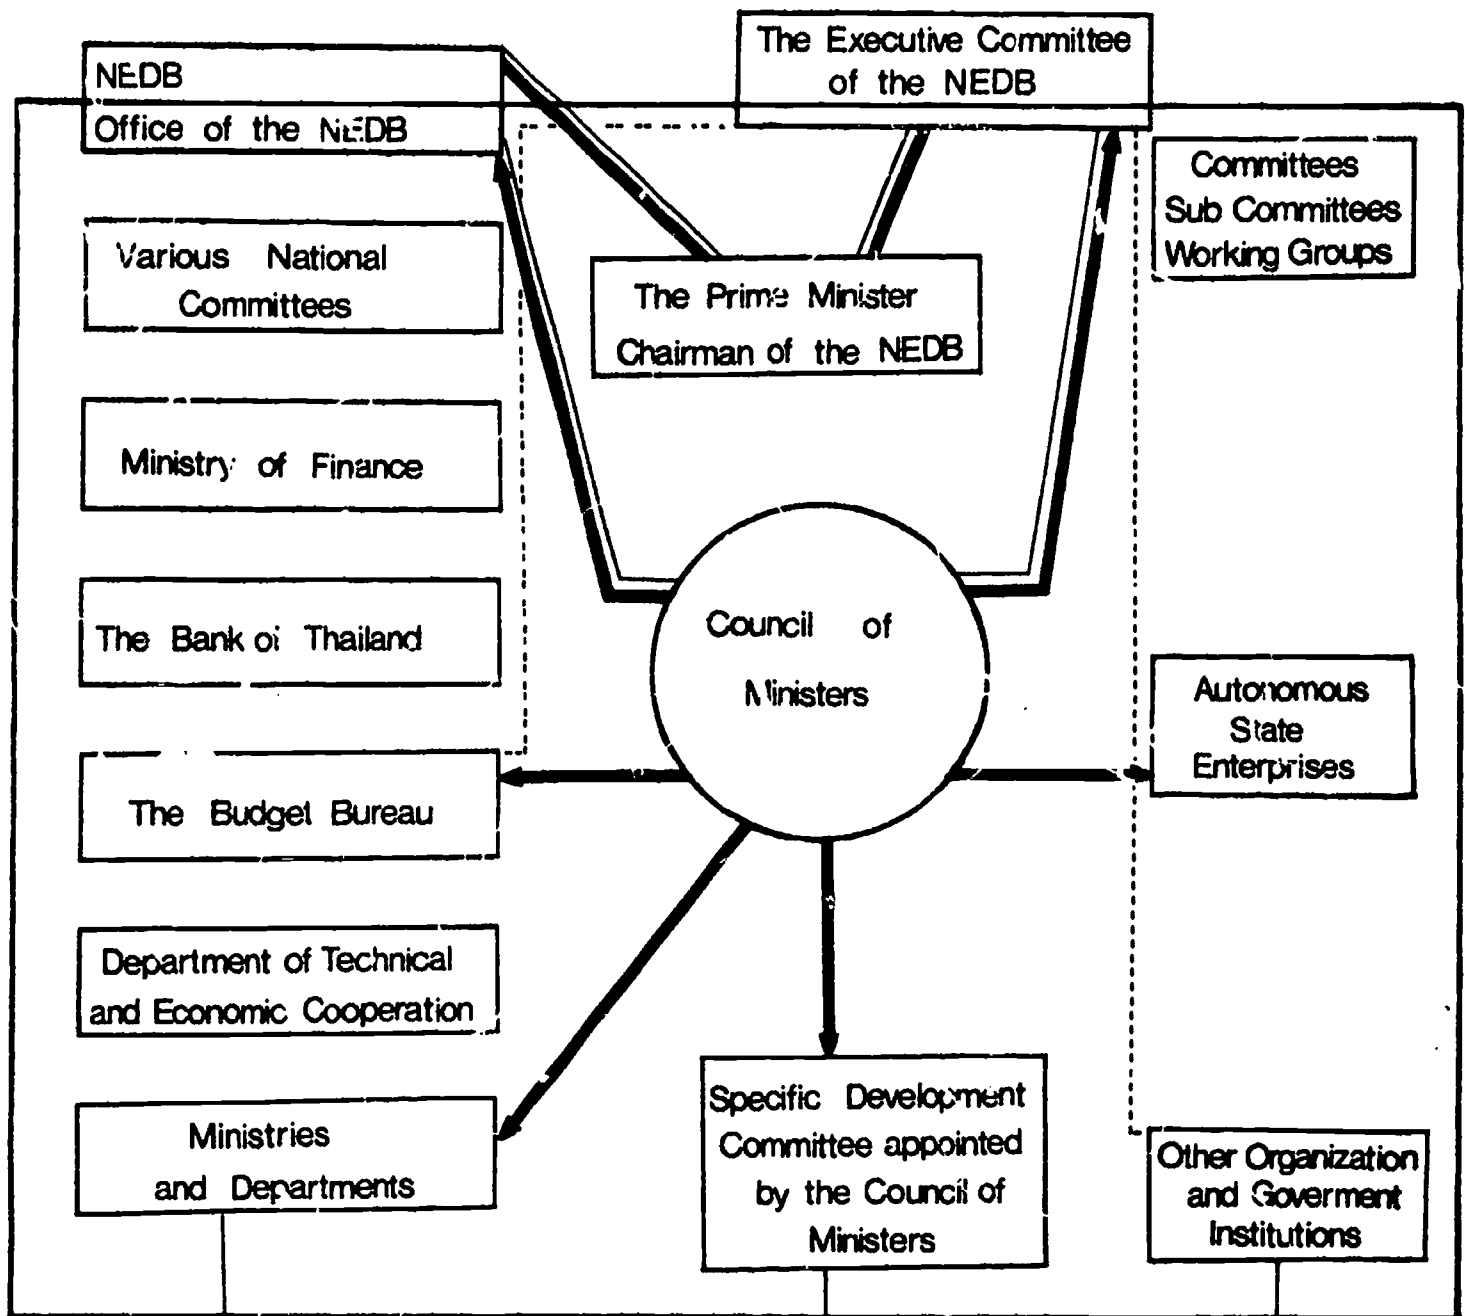 The Executive Committee
of the NEDB
NEDB
Office of the NEDB
Committees
Sub Committees
Working Groups
Various National
Committees
The Prime Minister
Chairman of the NEDB
Ministry of Finance
The Bank of Thailand
Council of
Ministers
Autonomous
State
Enterprises
The Budget Bureau
Department of Technical
and Economic Cooperation
Ministries
and Departments
Specific Development
Committee appointed
by the Council of
Ministers
Other Organization
and Goverment
Institutions